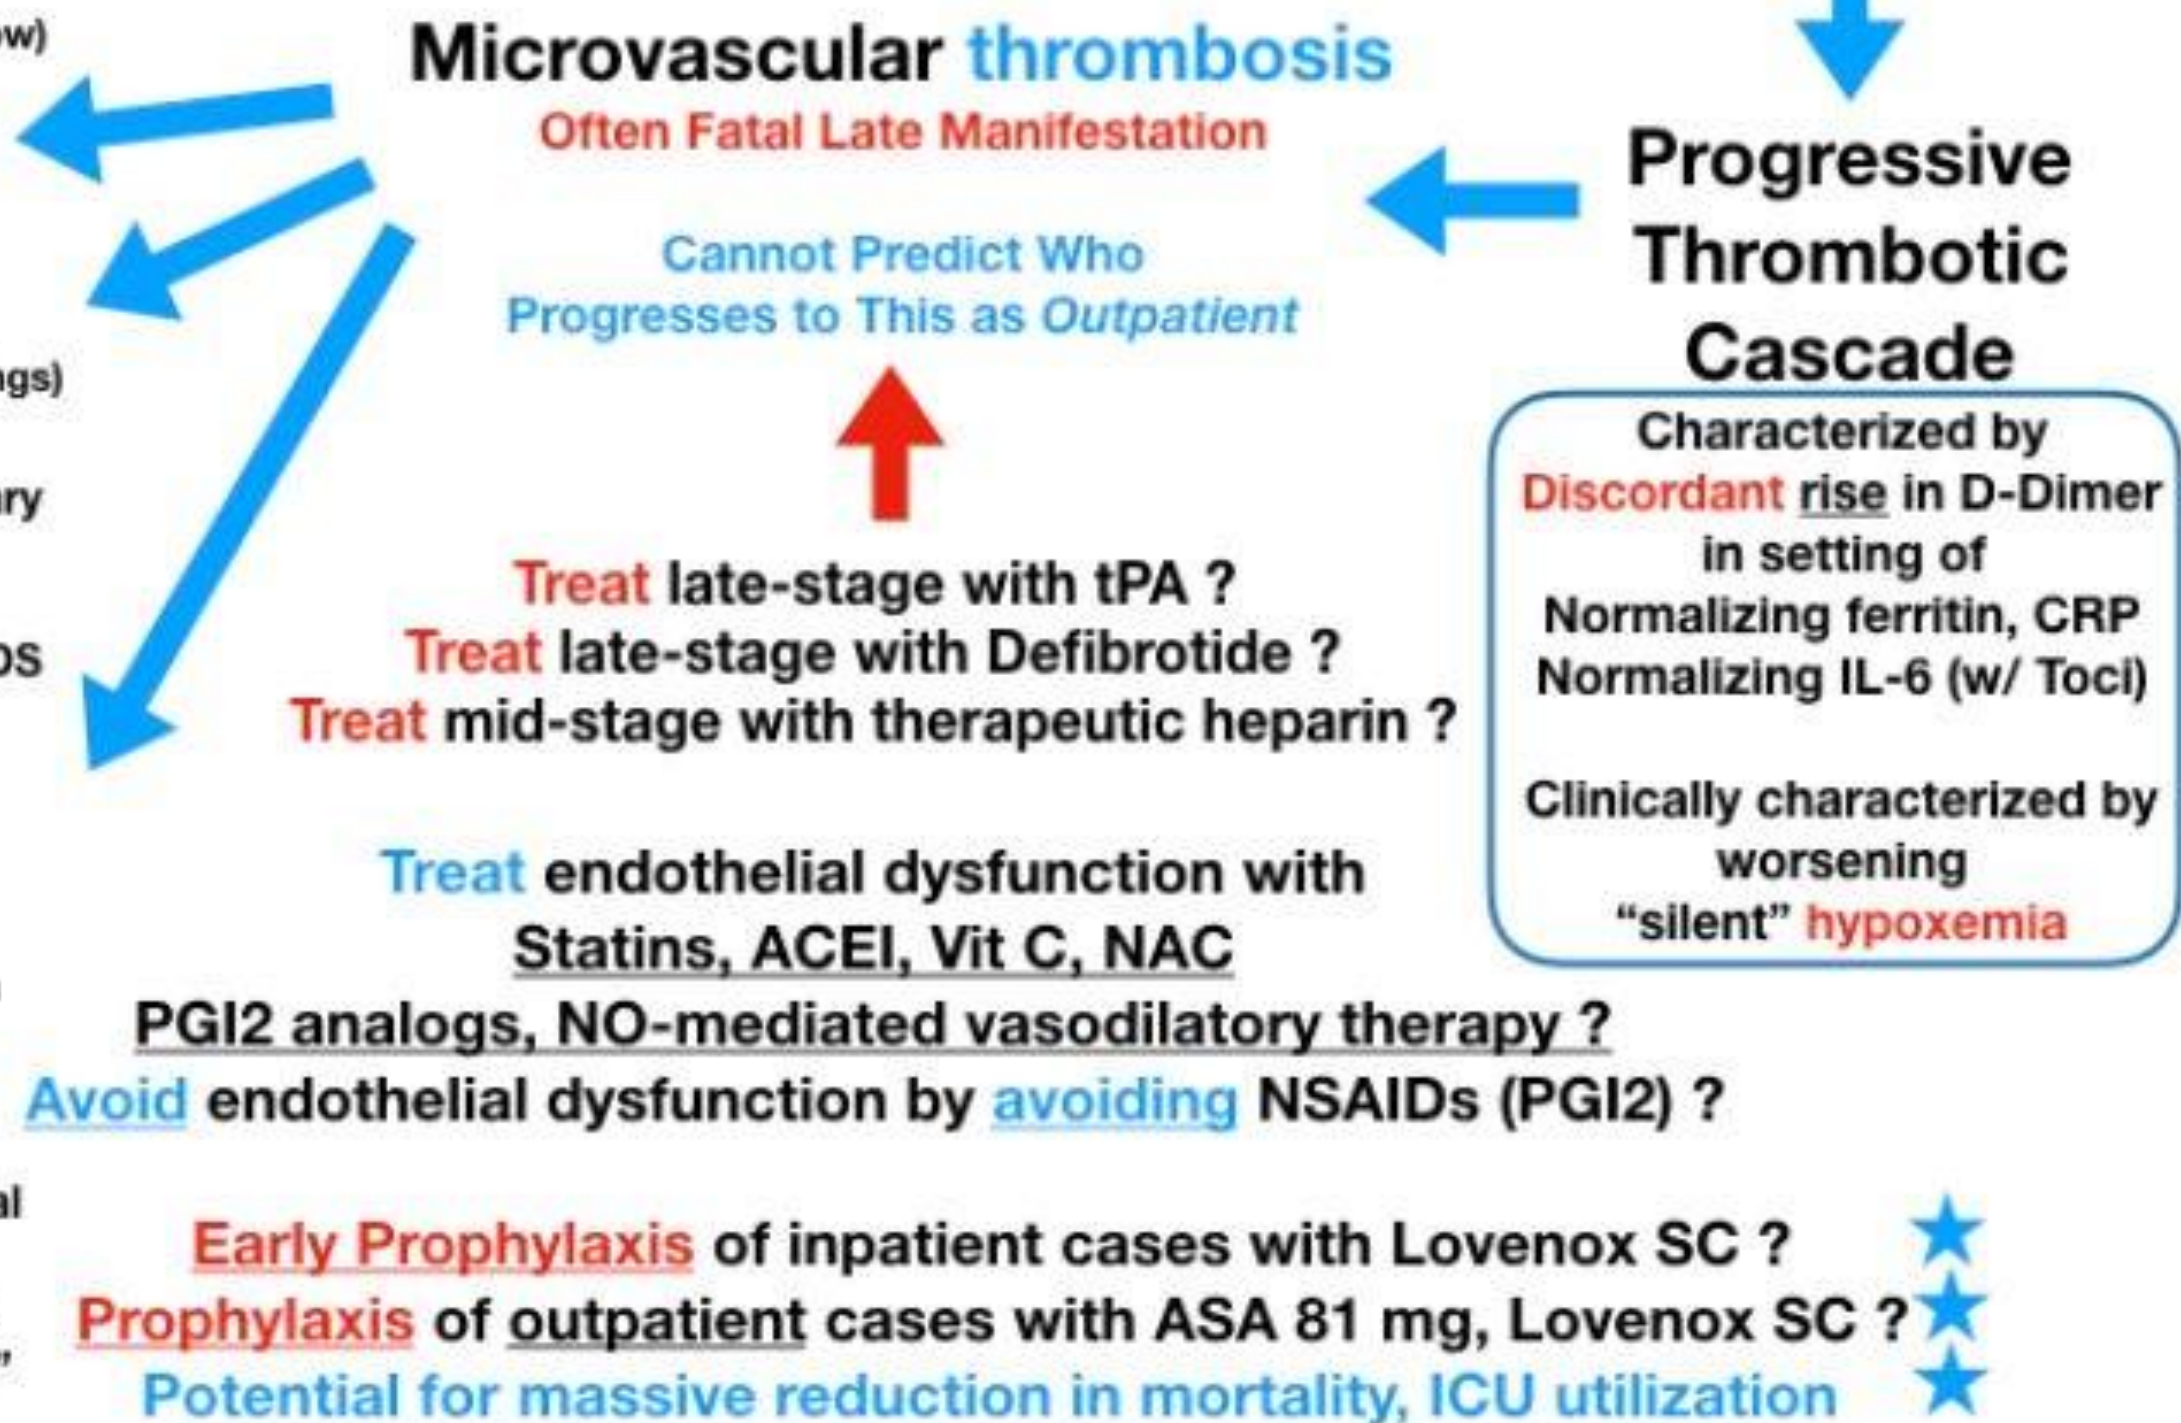 Microvascular thrombosis
Often Fatal Late Manifestation
Cannot Predict Who
Progresses to This as Outpatient
Progressive
Thrombotic
Cascade
Characterized by
Discordant rise in D-Dimer
in setting of
Normalizing ferritin, CRP
Normalizing IL-6 (w/ Toci)
Clinically characterized by
worsening
“silent” hypoxemia
Treat late-stage with tPA ?
Treat late-stage with Defibrotide ?
Treat mid-stage with therapeutic heparin ?
Treat endothelial dysfunction with
Statins, ACEI, Vit C, NAC
PGI2 analogs, NO-mediated vasodilatory therapy ?
Avoid endothelial dysfunction by avoiding NSAIDs (PGI2) ?
Early Prophylaxis of inpatient cases with Lovenox SC ?
Prophylaxis of outpatient cases with ASA 81 mg, Lovenox SC ?
Potential for massive reduction in mortality, ICU utilization